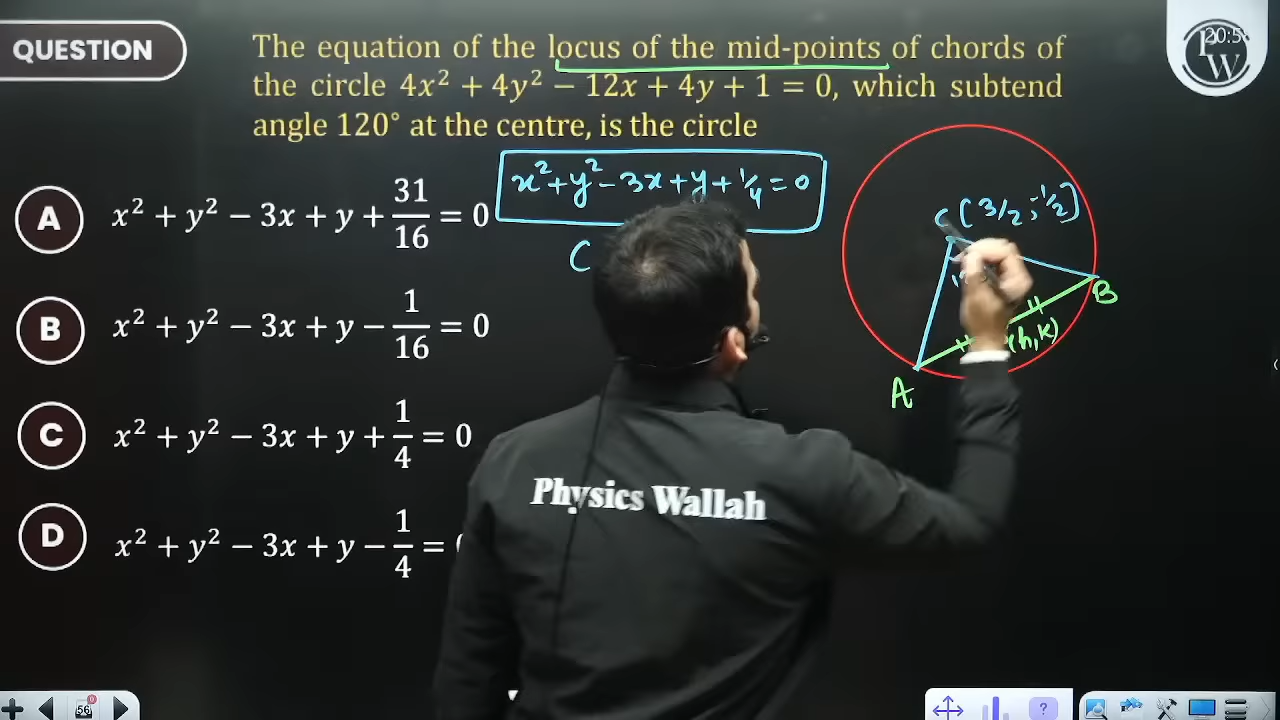 QUESTION
The equation of the locus of the mid-points of chords of
the circle 4x² + 4y² − 12x + 4y + 1 = 0, which subtend
angle 120° at the centre, is the circle
20:5
W
x² + y² − 3x + y + 1/4 = 0
C (3/2, -1/2)
C
A x² + y² − 3x + y + 31/16 = 0
B x² + y² − 3x + y − 1/16 = 0
C x² + y² − 3x + y + 1/4 = 0
D x² + y² − 3x + y − 1/4 =
B
(h,k)
A
Physics Wallah
56
?